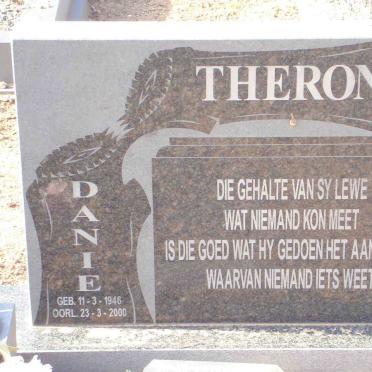 THERON
DANIE
GEB. 11 - 3 - 1946
OORL. 23 - 3 - 2000
DIE GEHALTE VAN SY LEWE
WAT NIEMAND KON MEET
IS DIE GOED WAT HY GEDOEN HET AAN
WAARVAN NIEMAND IETS WEET